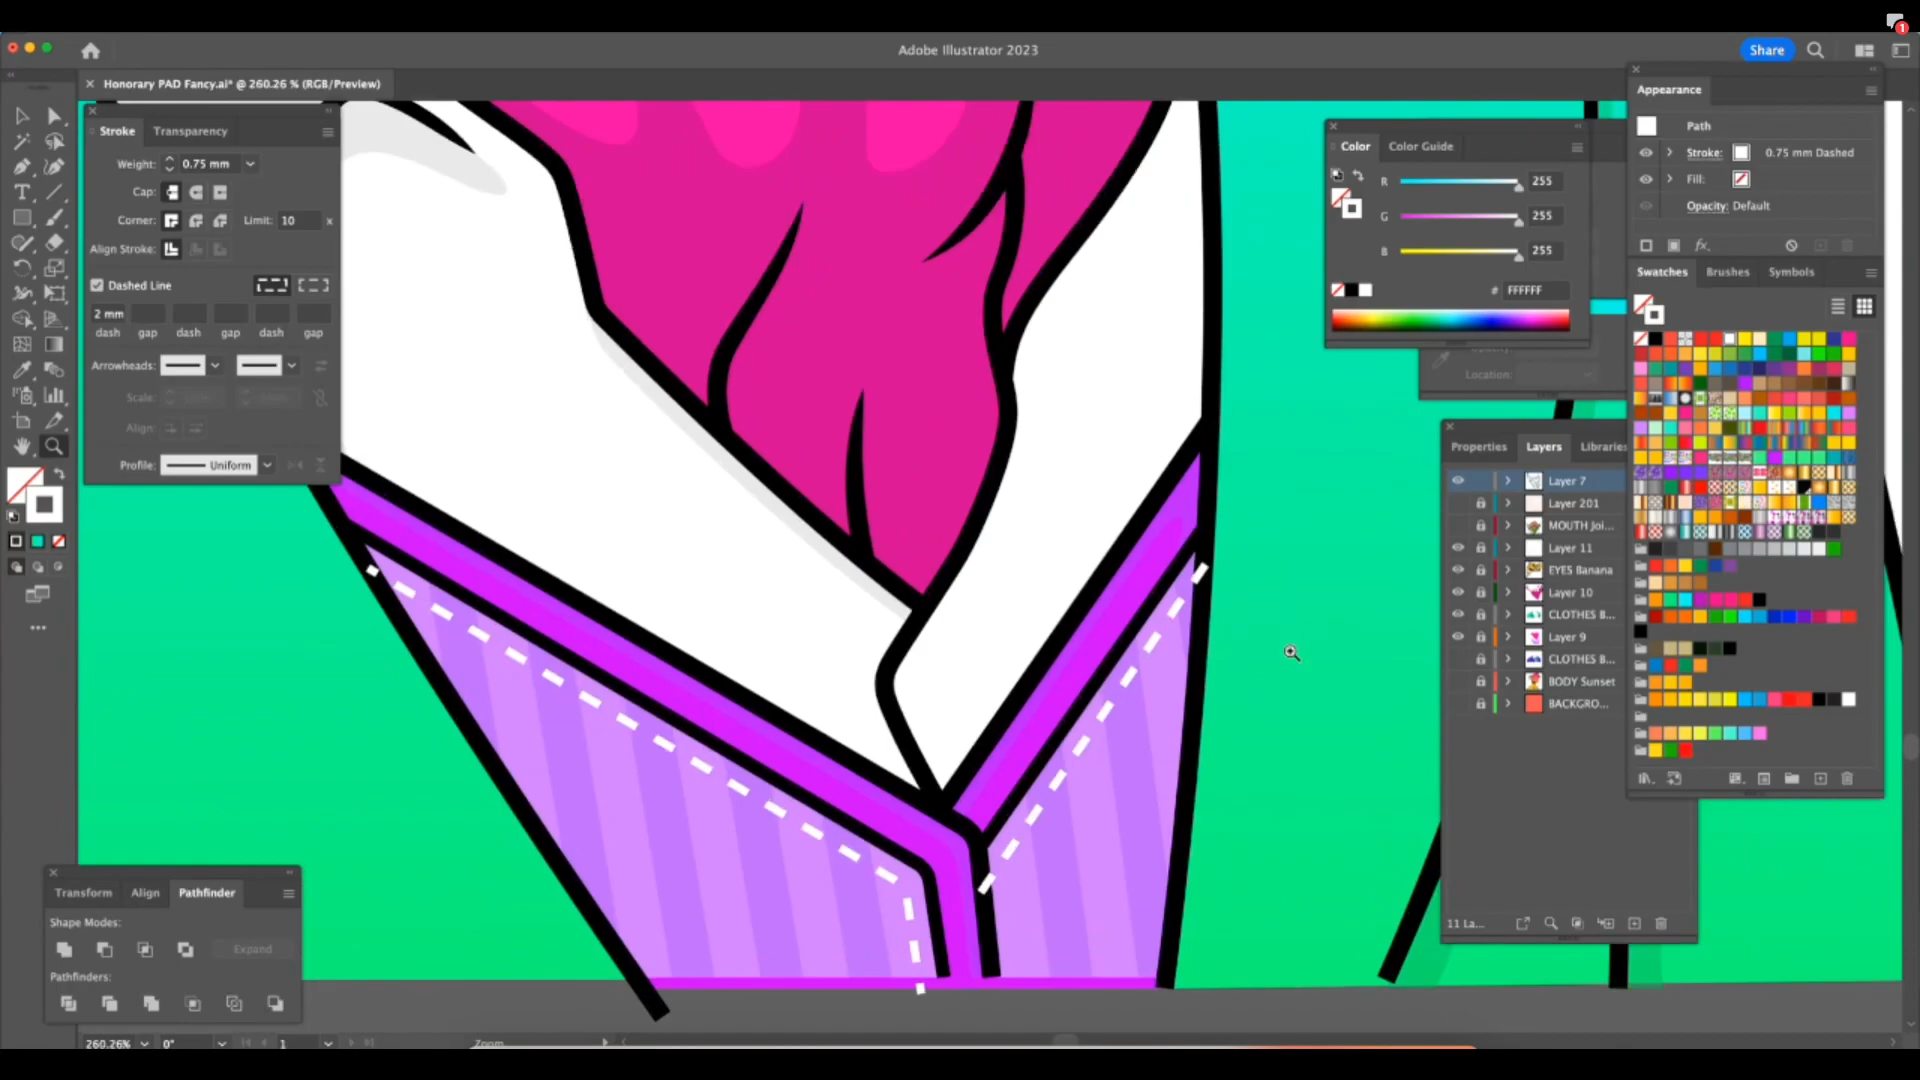 1
Adobe Illustrator 2023
Share
Honorary PAD Fancy.ai* @ 260.26 % (RGB/Preview)
Stroke
Transparency
Weight:
0.75 mm
Cap:
Corner:
Limit:
10
x
Align Stroke:
Dashed Line
2 mm
dash
gap
dash
gap
dash
gap
Arrowheads:
Scale:
Align:
Profile:
Uniform
Color
Color Guide
R
255
G
255
B
255
#
FFFFFF
Location:
Appearance
Path
Stroke:
0.75 mm Dashed
Fill:
Opacity: Default
fx
Swatches
Brushes
Symbols
Properties
Layers
Libraries
Layer 7
Layer 201
MOUTH Joi...
Layer 11
EYES Banana
Layer 10
CLOTHES B...
Layer 9
CLOTHES B...
BODY Sunset
BACKGRO...
11 La...
Transform
Align
Pathfinder
Shape Modes:
Expand
Pathfinders:
260.26%
0°
1
Zoom